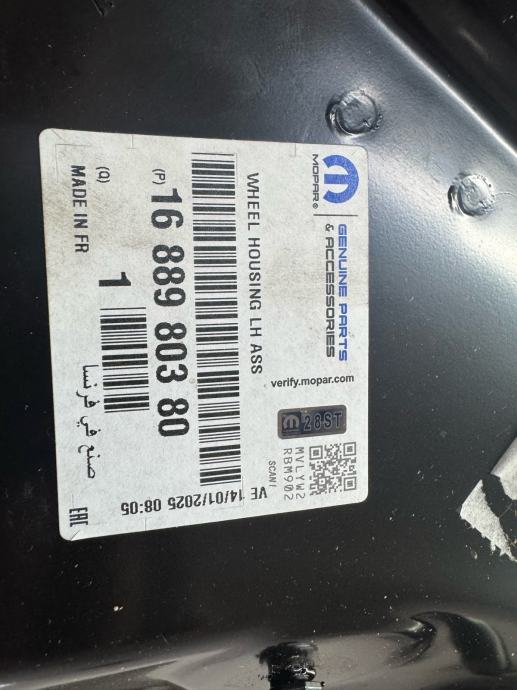 MOPAR®
GENUINE PARTS
& ACCESSORIES
verify.mopar.com
28ST
MVLYW2
RBM902
SCAN!
WHEEL HOUSING LH ASS
VE 14/01/2025 08:05
(P) 16 889 803 80
(Q) 1
MADE IN FR
صنع في فرنسا
EAC